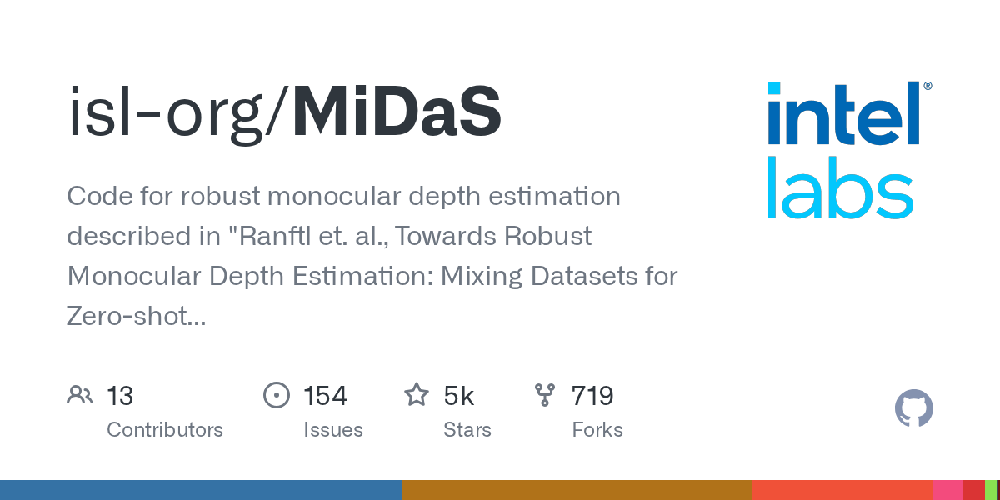 isl-org/MiDaS
intel®
labs
Code for robust monocular depth estimation
described in "Ranftl et. al., Towards Robust
Monocular Depth Estimation: Mixing Datasets for
Zero-shot...
13
Contributors
154
Issues
5k
Stars
719
Forks